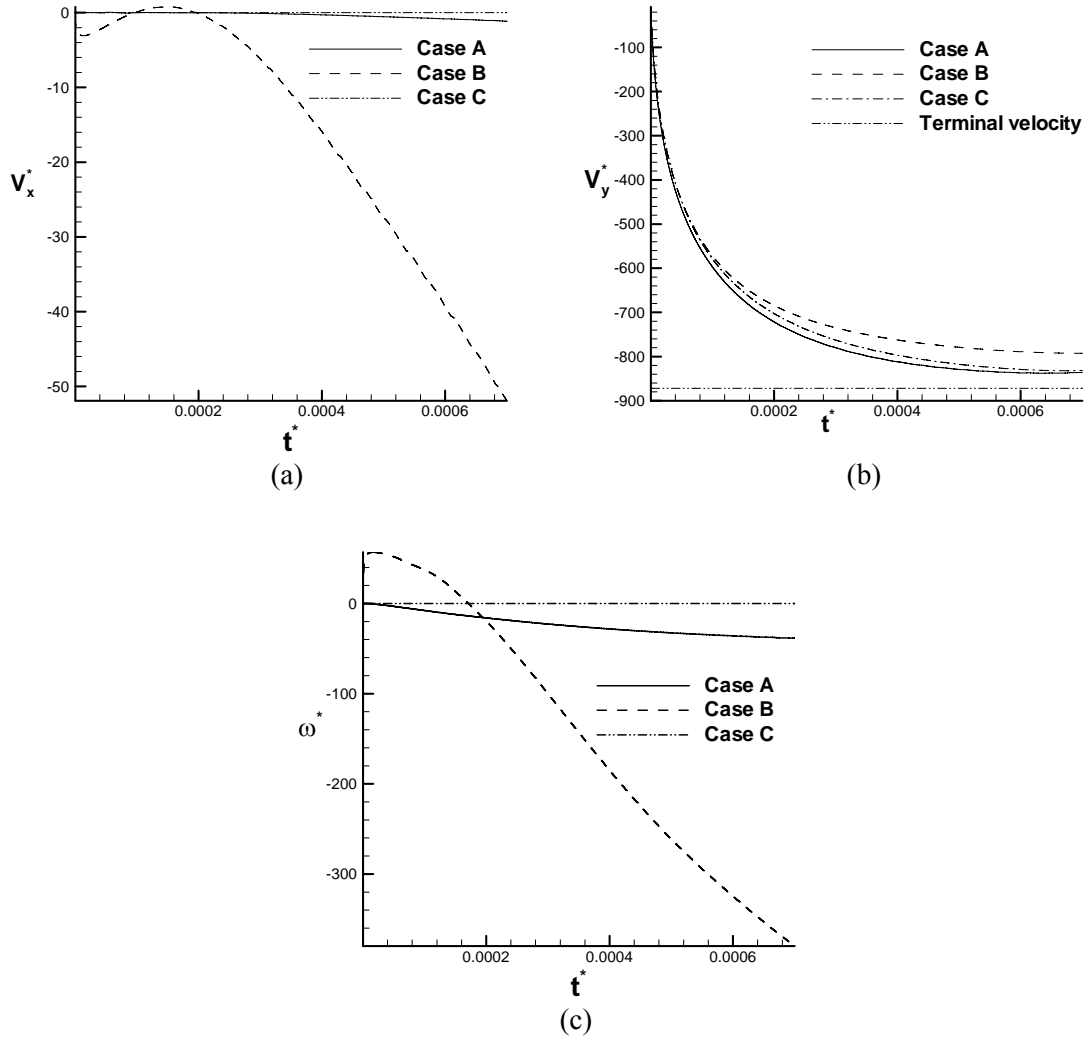 0
-10
-20
-30
-40
-50
V*x
0.0002
0.0004
0.0006
t*
Case A
Case B
Case C
(a)
-100
-200
-300
-400
-500
-600
-700
-800
-900
V*y
0.0002
0.0004
0.0006
t*
Case A
Case B
Case C
Terminal velocity
(b)
0
-100
-200
-300
ω*
0.0002
0.0004
0.0006
t*
Case A
Case B
Case C
(c)